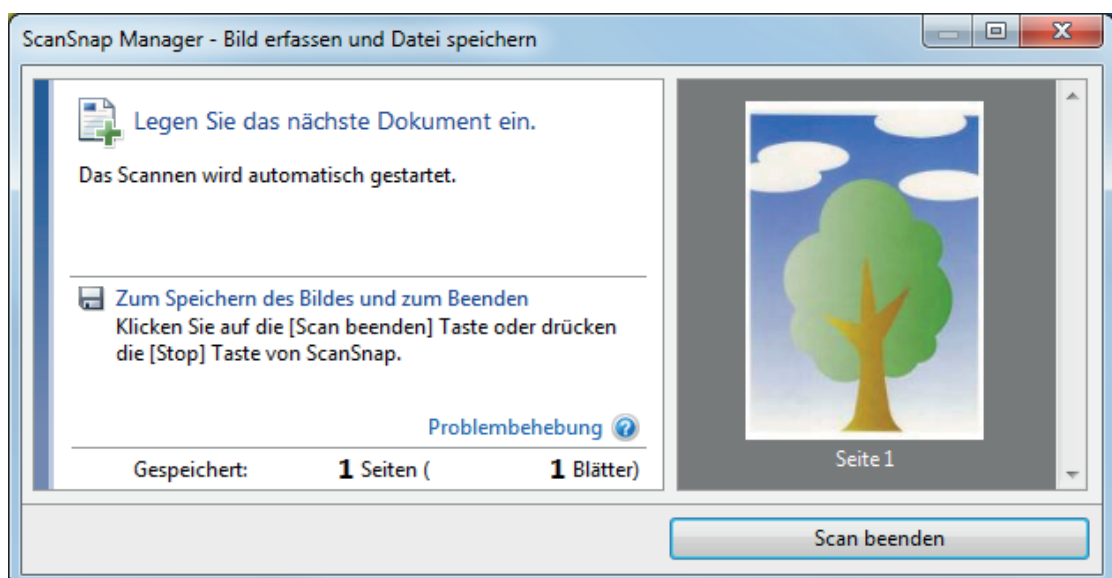 ScanSnap Manager - Bild erfassen und Datei speichern
Legen Sie das nächste Dokument ein.
Das Scannen wird automatisch gestartet.
Zum Speichern des Bildes und zum Beenden
Klicken Sie auf die [Scan beenden] Taste oder drücken
die [Stop] Taste von ScanSnap.
Problembehebung
Gespeichert: 1 Seiten ( 1 Blätter)
Seite 1
Scan beenden